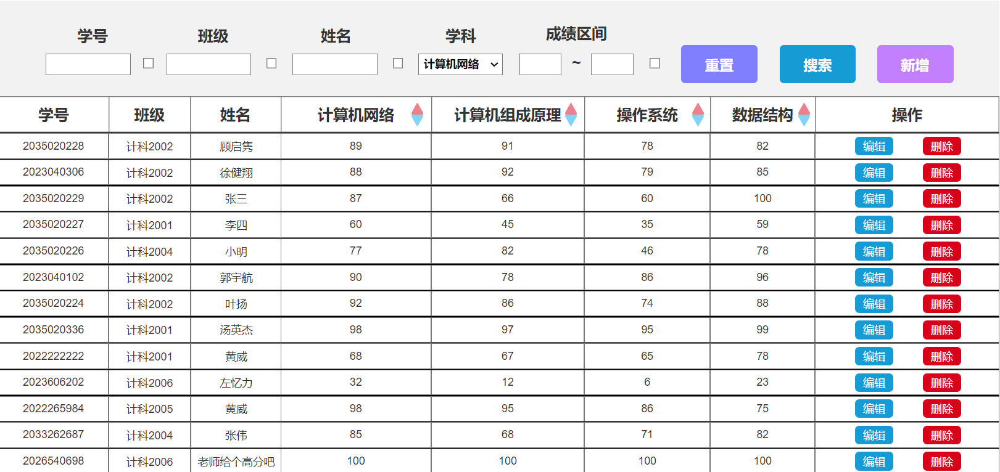 学号 班级 姓名 学科 成绩区间
计算机网络 ~ 重置 搜索 新增
学号 班级 姓名 计算机网络 计算机组成原理 操作系统 数据结构 操作
2035020228 计科2002 顾启隽 89 91 78 82 编辑 删除
2023040306 计科2002 徐健翔 88 92 79 85 编辑 删除
2035020229 计科2002 张三 87 66 60 100 编辑 删除
2035020227 计科2001 李四 60 45 35 59 编辑 删除
2035020226 计科2004 小明 77 82 46 78 编辑 删除
2023040102 计科2002 郭宇航 90 78 86 96 编辑 删除
2035020224 计科2002 叶扬 92 86 74 88 编辑 删除
2035020336 计科2001 汤英杰 98 97 95 99 编辑 删除
2022222222 计科2001 黄威 68 67 65 78 编辑 删除
2023606202 计科2006 左忆力 32 12 6 23 编辑 删除
2022265984 计科2005 黄威 98 95 86 75 编辑 删除
2033262687 计科2004 张伟 85 68 71 82 编辑 删除
2026540698 计科2006 老师给个高分吧 100 100 100 100 编辑 删除